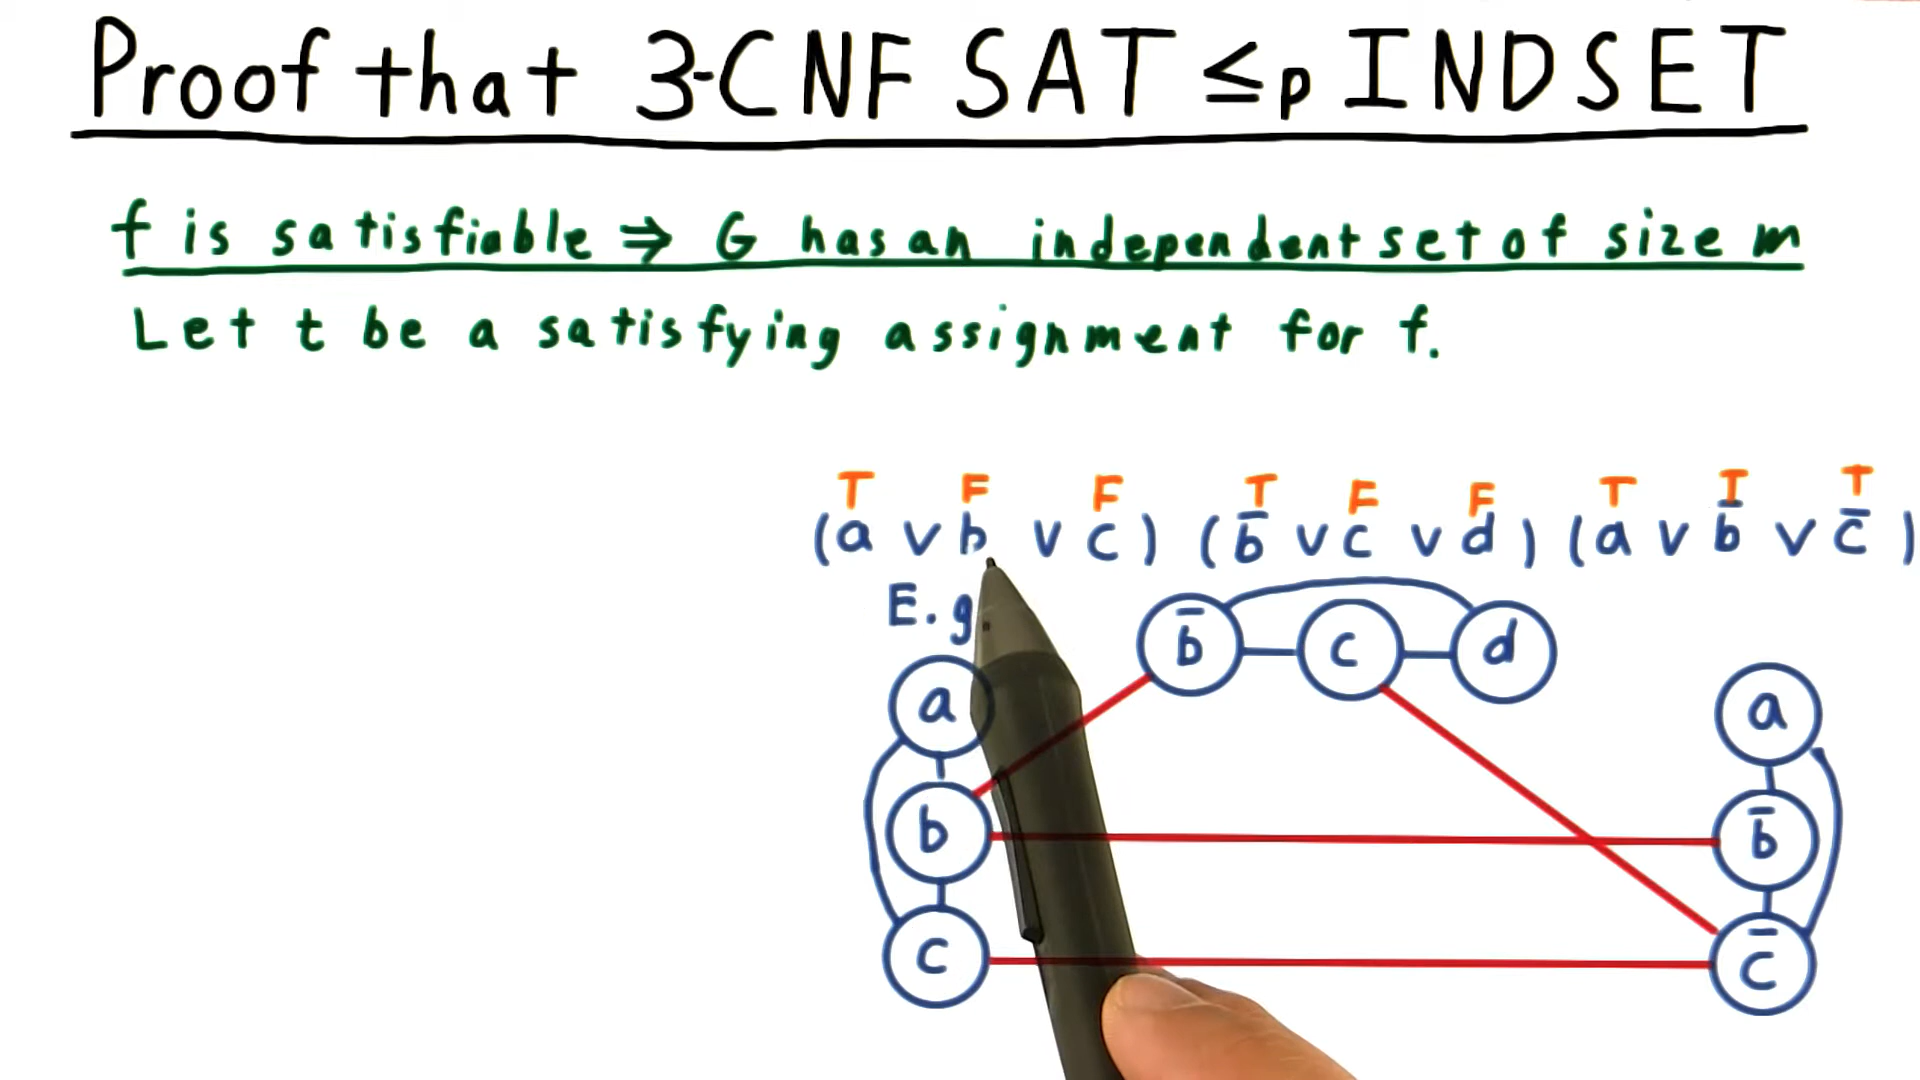 Proof that 3-CNF SAT ≤p INDSET
f is satisfiable ⇒ G has an independent set of size m
Let t be a satisfying assignment for f.
T F F T F F T T T
(a ∨ b ∨ c) (b̅ ∨ c ∨ d) (a ∨ b̅ ∨ c̅)
E.g
b̅ c d
a a
b b̅
c c̅